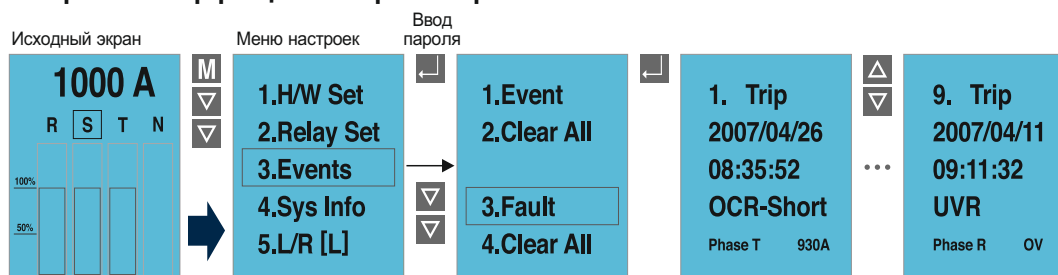 Ввод
Исходный экран
Меню настроек
пароля
1000 A
R S T N
100%
50%
M
1.H/W Set
2.Relay Set
3.Events
4.Sys Info
5.L/R [L]
1.Event
2.Clear All
3.Fault
4.Clear All
1. Trip
2007/04/26
08:35:52
OCR-Short
Phase T 930A
...
9. Trip
2007/04/11
09:11:32
UVR
Phase R OV